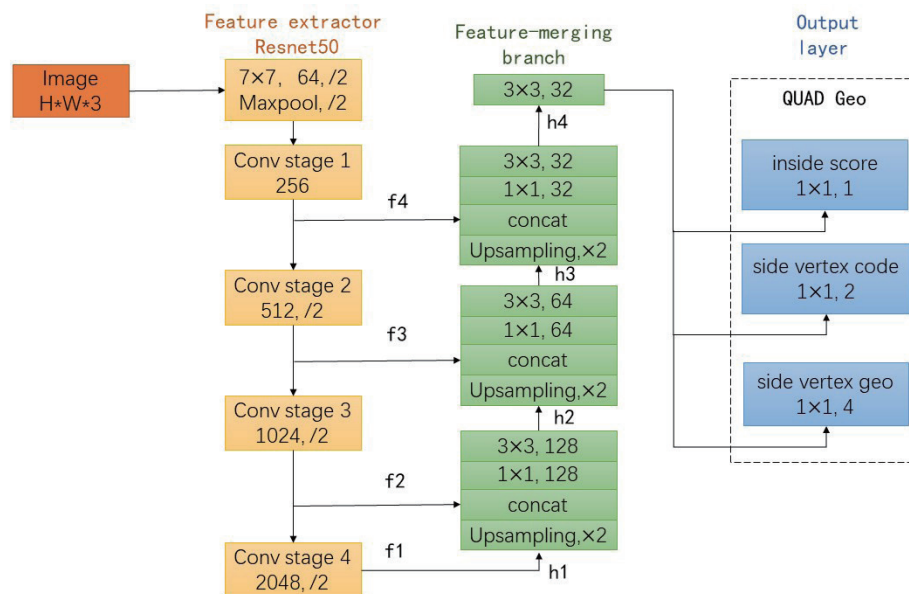 Feature extractor
Resnet50
Image
H*W*3
7×7, 64, /2
Maxpool, /2
Conv stage 1
256
f4
Conv stage 2
512, /2
f3
Conv stage 3
1024, /2
f2
Conv stage 4
2048, /2
f1
Feature-merging
branch
3×3, 32
h4
3×3, 32
1×1, 32
concat
Upsampling,×2
h3
3×3, 64
1×1, 64
concat
Upsampling,×2
h2
3×3, 128
1×1, 128
concat
Upsampling,×2
h1
Output
layer
QUAD Geo
inside score
1×1, 1
side vertex code
1×1, 2
side vertex geo
1×1, 4